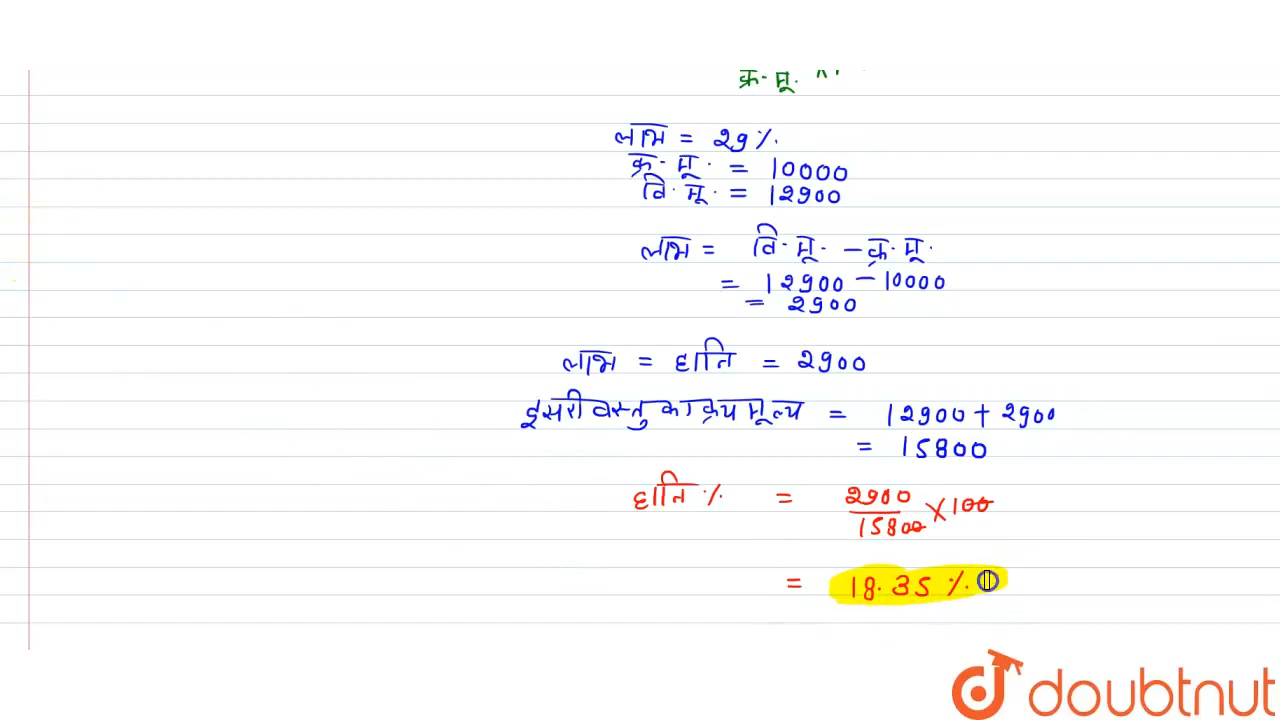 क्र. मू.
लाभ = 29 %.
क्र. मू. = 10000
वि. मू. = 12900
लाभ = वि. मू. - क्र. मू.
= 12900 - 10000
= 2900
लाभ = हानि = 2900
दूसरी वस्तु का क्रय मूल्य = 12900 + 2900
= 15800
हानि % = 2900/15800 × 100
= 18.35 %
doubtnut